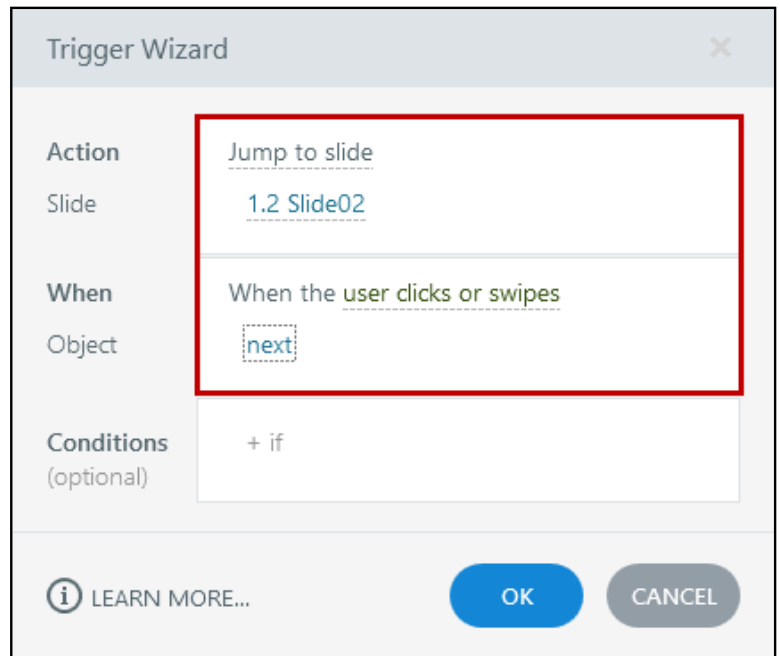 Trigger Wizard
Action Jump to slide
Slide 1.2 Slide02
When When the user clicks or swipes
Object next
Conditions + if
(optional)
LEARN MORE...
OK
CANCEL